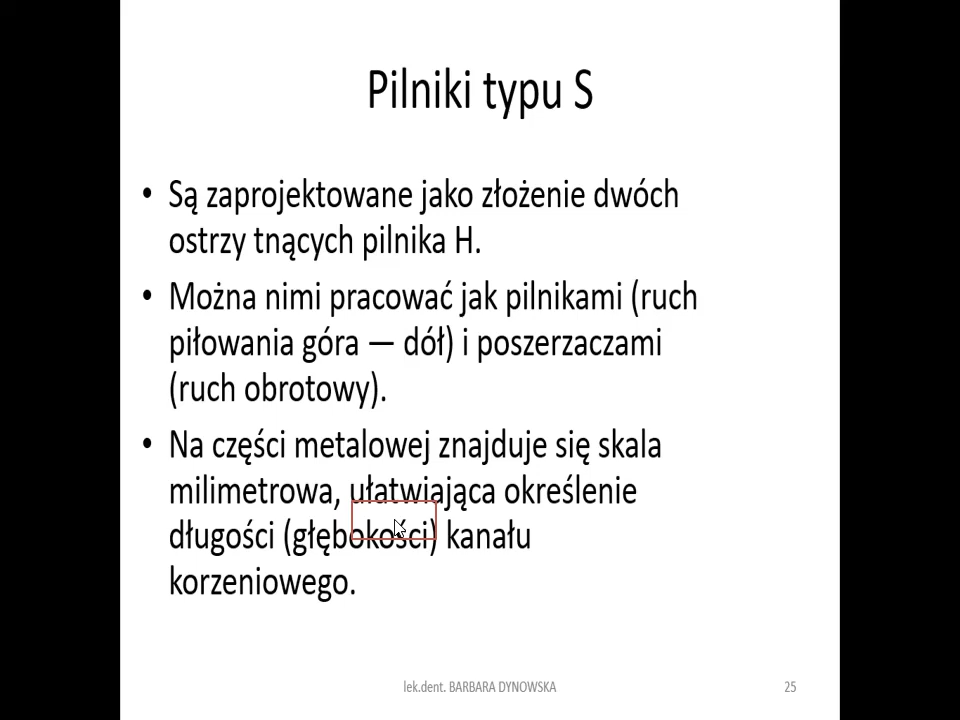 Pilniki typu S
• Są zaprojektowane jako złożenie dwóch
ostrzy tnących pilnika H.
• Można nimi pracować jak pilnikami (ruch
piłowania góra — dół) i poszerzaczami
(ruch obrotowy).
• Na części metalowej znajduje się skala
milimetrowa, ułatwiająca określenie
długości (głębokości) kanału
korzeniowego.
lek.dent. BARBARA DYNOWSKA
25